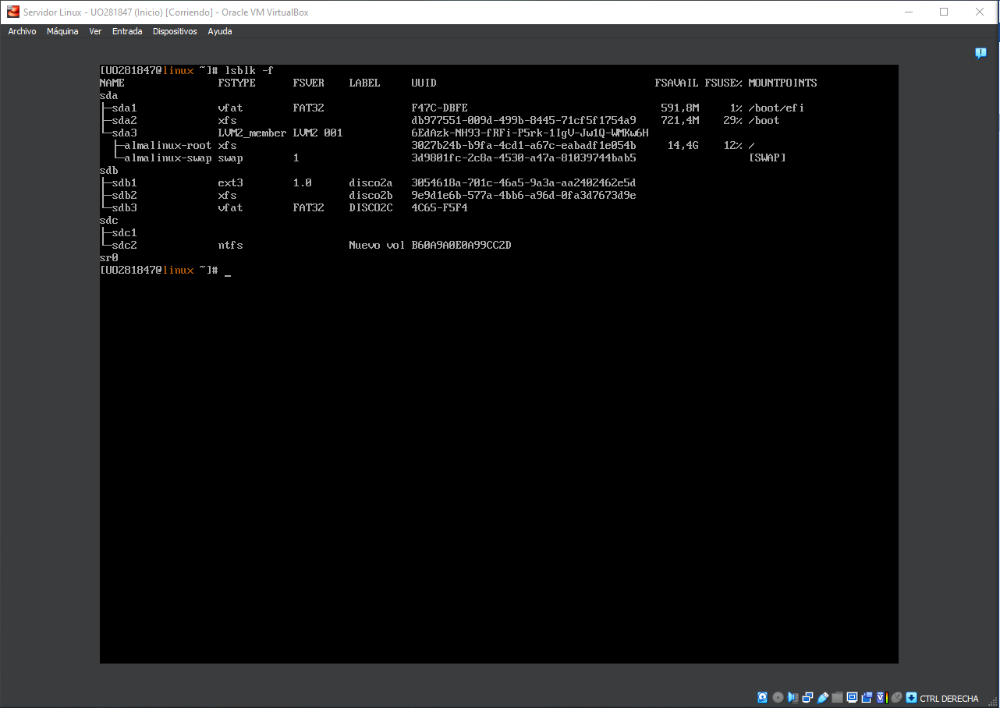 Servidor Linux - UO281847 (Inicio) [Corriendo] - Oracle VM VirtualBox
Archivo Máquina Ver Entrada Dispositivos Ayuda
[UO281847@linux ~]# lsblk -f
NAME FSTYPE FSVER LABEL UUID FSAVAIL FSUSE% MOUNTPOINTS
sda
├─sda1 vfat FAT32 F47C-DBFE 591,8M 1% /boot/efi
├─sda2 xfs db977551-009d-499b-8445-71cf5f1754a9 721,4M 29% /boot
└─sda3 LVM2_member LVM2 001 6EdAzk-NH93-fRFi-P5rk-1IgV-Jw1Q-WMKw6H
├─almalinux-root xfs 3027b24b-b9fa-4cd1-a67c-eabadf1e054b 14,4G 12% /
└─almalinux-swap swap 1 3d9801fc-2c8a-4530-a47a-81039744bab5 [SWAP]
sdb
├─sdb1 ext3 1.0 disco2a 3054618a-701c-46a5-9a3a-aa2402462e5d
├─sdb2 xfs disco2b 9e9d1e6b-577a-4bb6-a96d-0fa3d7673d9e
└─sdb3 vfat FAT32 DISCO2C 4C65-F5F4
sdc
├─sdc1
└─sdc2 ntfs Nuevo vol B60A9A0E0A99CC2D
sr0
[UO281847@linux ~]# _
CTRL DERECHA